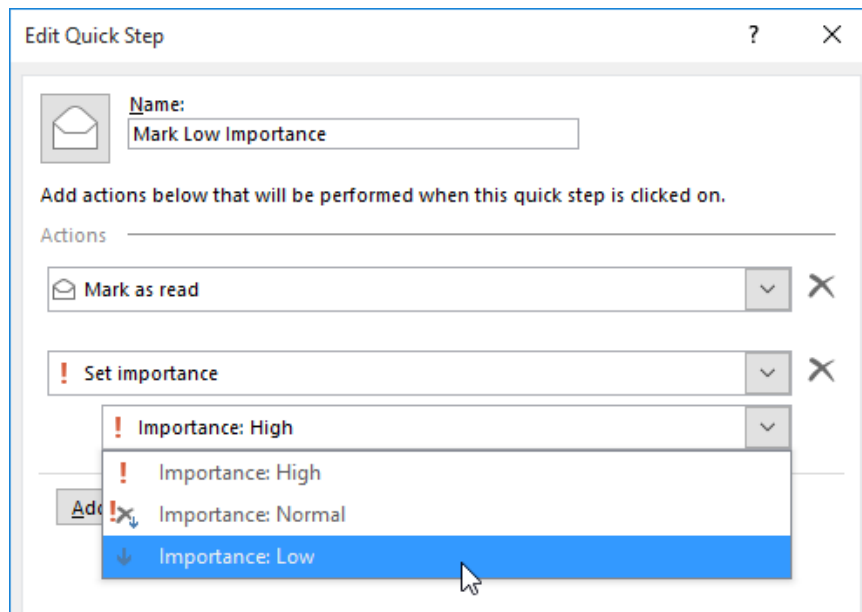 Edit Quick Step
Name:
Mark Low Importance
Add actions below that will be performed when this quick step is clicked on.
Actions
Mark as read
Set importance
Importance: High
Importance: High
Importance: Normal
Importance: Low